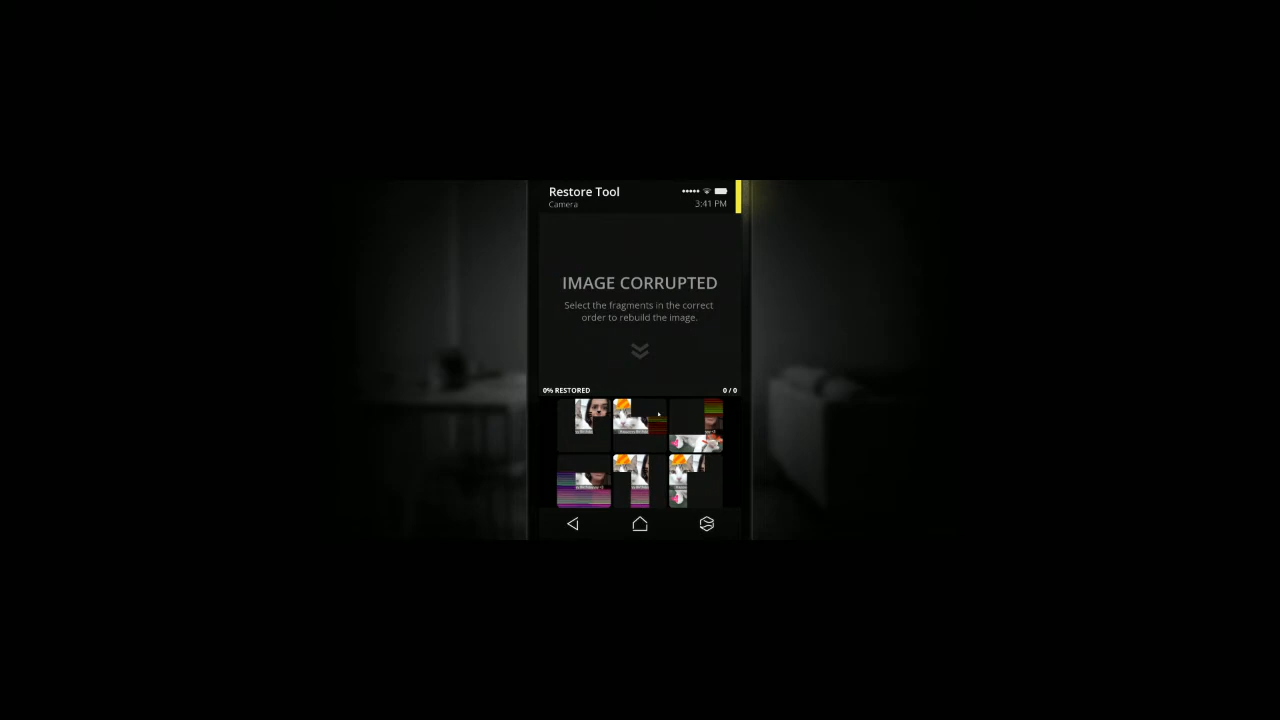 Restore Tool
Camera
3:41 PM
IMAGE CORRUPTED
Select the fragments in the correct
order to rebuild the image.
0% RESTORED
0 / 0